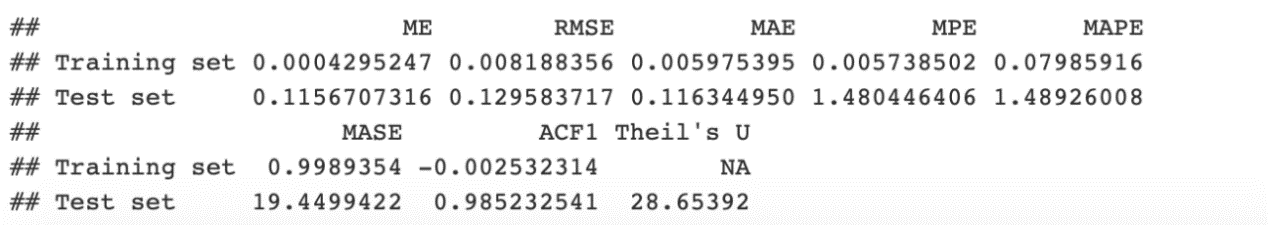 ## ME RMSE MAE MPE MAPE
## Training set 0.0004295247 0.008188356 0.005975395 0.005738502 0.07985916
## Test set 0.1156707316 0.129583717 0.116344950 1.480446406 1.48926008
## MASE ACF1 Theil's U
## Training set 0.9989354 -0.002532314 NA
## Test set 19.4499422 0.985232541 28.65392